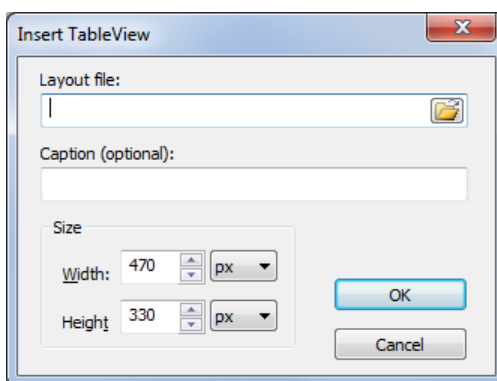 Insert TableView
Layout file:
Caption (optional):
Size
Width: 470 px
Height 330 px
OK
Cancel